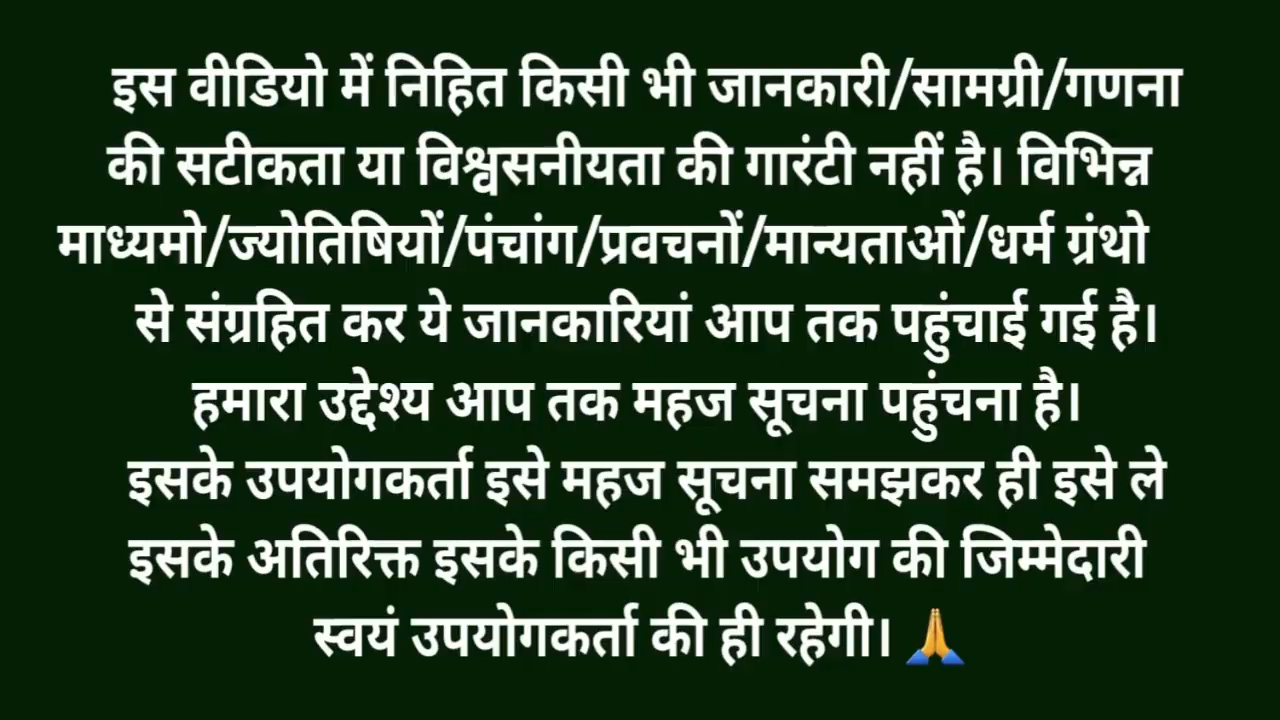 इस वीडियो में निहित किसी भी जानकारी/सामग्री/गणना
की सटीकता या विश्वसनीयता की गारंटी नहीं है। विभिन्न
माध्यमो/ज्योतिषियों/पंचांग/प्रवचनों/मान्यताओं/धर्म ग्रंथो
से संग्रहित कर ये जानकारियां आप तक पहुंचाई गई है।
हमारा उद्देश्य आप तक महज सूचना पहुंचना है।
इसके उपयोगकर्ता इसे महज सूचना समझकर ही इसे ले
इसके अतिरिक्त इसके किसी भी उपयोग की जिम्मेदारी
स्वयं उपयोगकर्ता की ही रहेगी। 🙏